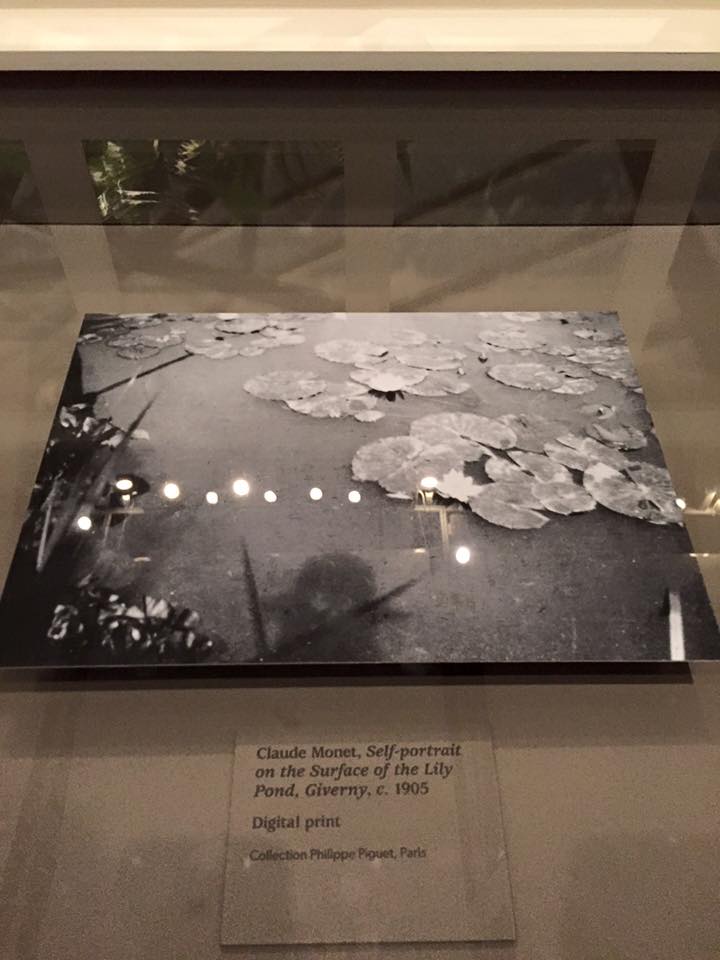 Claude Monet, Self-portrait
on the Surface of the Lily
Pond, Giverny, c. 1905
Digital print
Collection Philippe Piguet, Paris